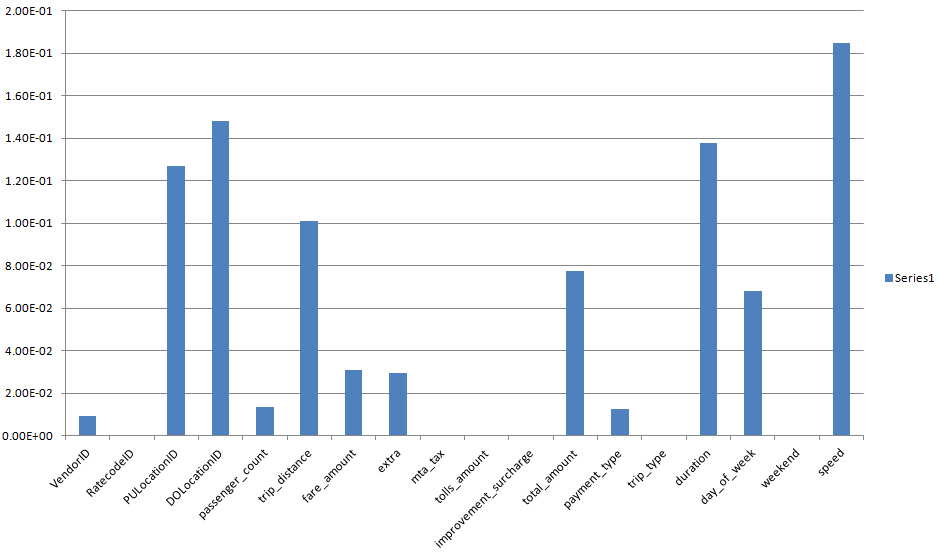 2.00E-01
1.80E-01
1.60E-01
1.40E-01
1.20E-01
1.00E-01
8.00E-02
6.00E-02
4.00E-02
2.00E-02
0.00E+00
VendorID
RatecodeID
PULocationID
DOLocationID
passenger_count
trip_distance
fare_amount
extra
mta_tax
tolls_amount
improvement_surcharge
total_amount
payment_type
trip_type
duration
day_of_week
weekend
speed
Series1